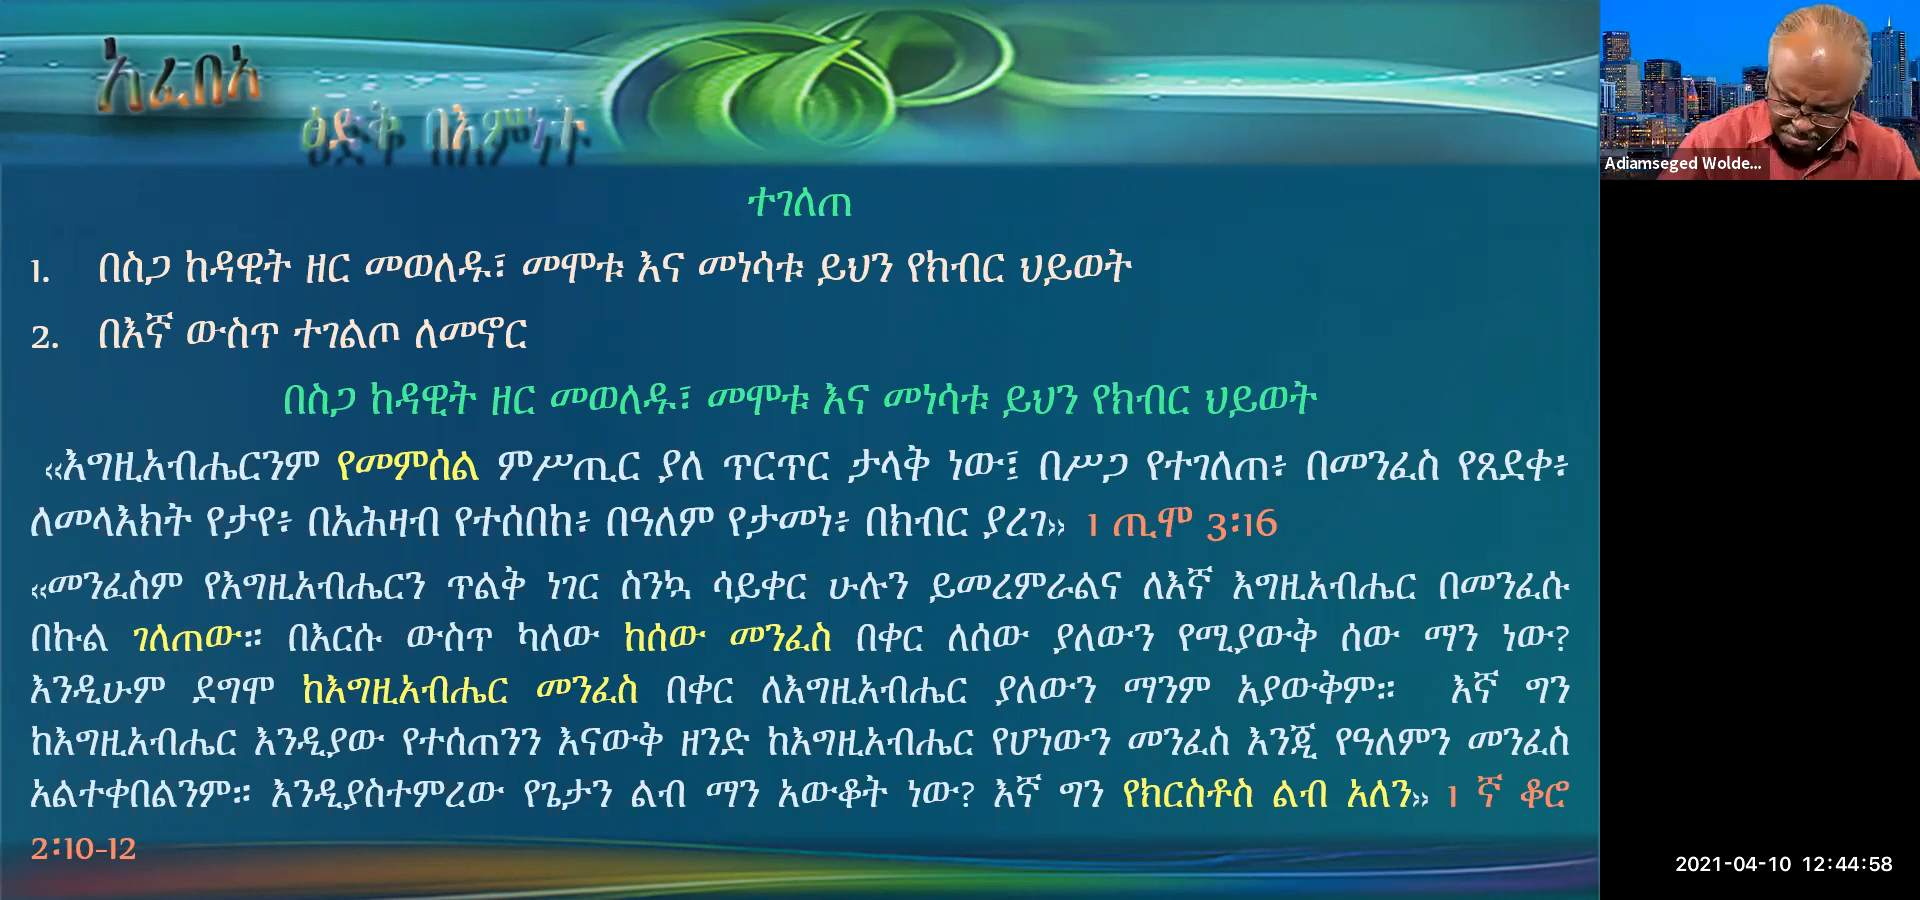 አፈበአ
ፅድቅ በእምነት
ተገለጠ
1. በስጋ ከዳዊት ዘር መወለዱ፣ መሞቱ እና መነሳቱ ይህን የክብር ህይወት
2. በእኛ ውስጥ ተገልጦ ለመኖር
በስጋ ከዳዊት ዘር መወለዱ፣ መሞቱ እና መነሳቱ ይህን የክብር ህይወት
‹‹እግዚአብሔርንም የመምሰል ምሥጢር ያለ ጥርጥር ታላቅ ነው፤ በሥጋ የተገለጠ፥ በመንፈስ የጸደቀ፥
ለመላእክት የታየ፥ በአሕዛብ የተሰበከ፥ በዓለም የታመነ፥ በክብር ያረገ›› 1 ጢሞ 3፡16
‹‹መንፈስም የእግዚአብሔርን ጥልቅ ነገር ስንኳ ሳይቀር ሁሉን ይመረምራልና ለእኛ እግዚአብሔር በመንፈሱ
በኩል ገለጠው። በእርሱ ውስጥ ካለው ከሰው መንፈስ በቀር ለሰው ያለውን የሚያውቅ ሰው ማን ነው?
እንዲሁም ደግሞ ከእግዚአብሔር መንፈስ በቀር ለእግዚአብሔር ያለውን ማንም አያውቅም። እኛ ግን
ከእግዚአብሔር እንዲያው የተሰጠንን እናውቅ ዘንድ ከእግዚአብሔር የሆነውን መንፈስ እንጂ የዓለምን መንፈስ
አልተቀበልንም። እንዲያስተምረው የጌታን ልብ ማን አውቆት ነው? እኛ ግን የክርስቶስ ልብ አለን›› 1 ኛ ቆሮ
2፡10-12
Adiamseged Wolde...
2021-04-10 12:44:58